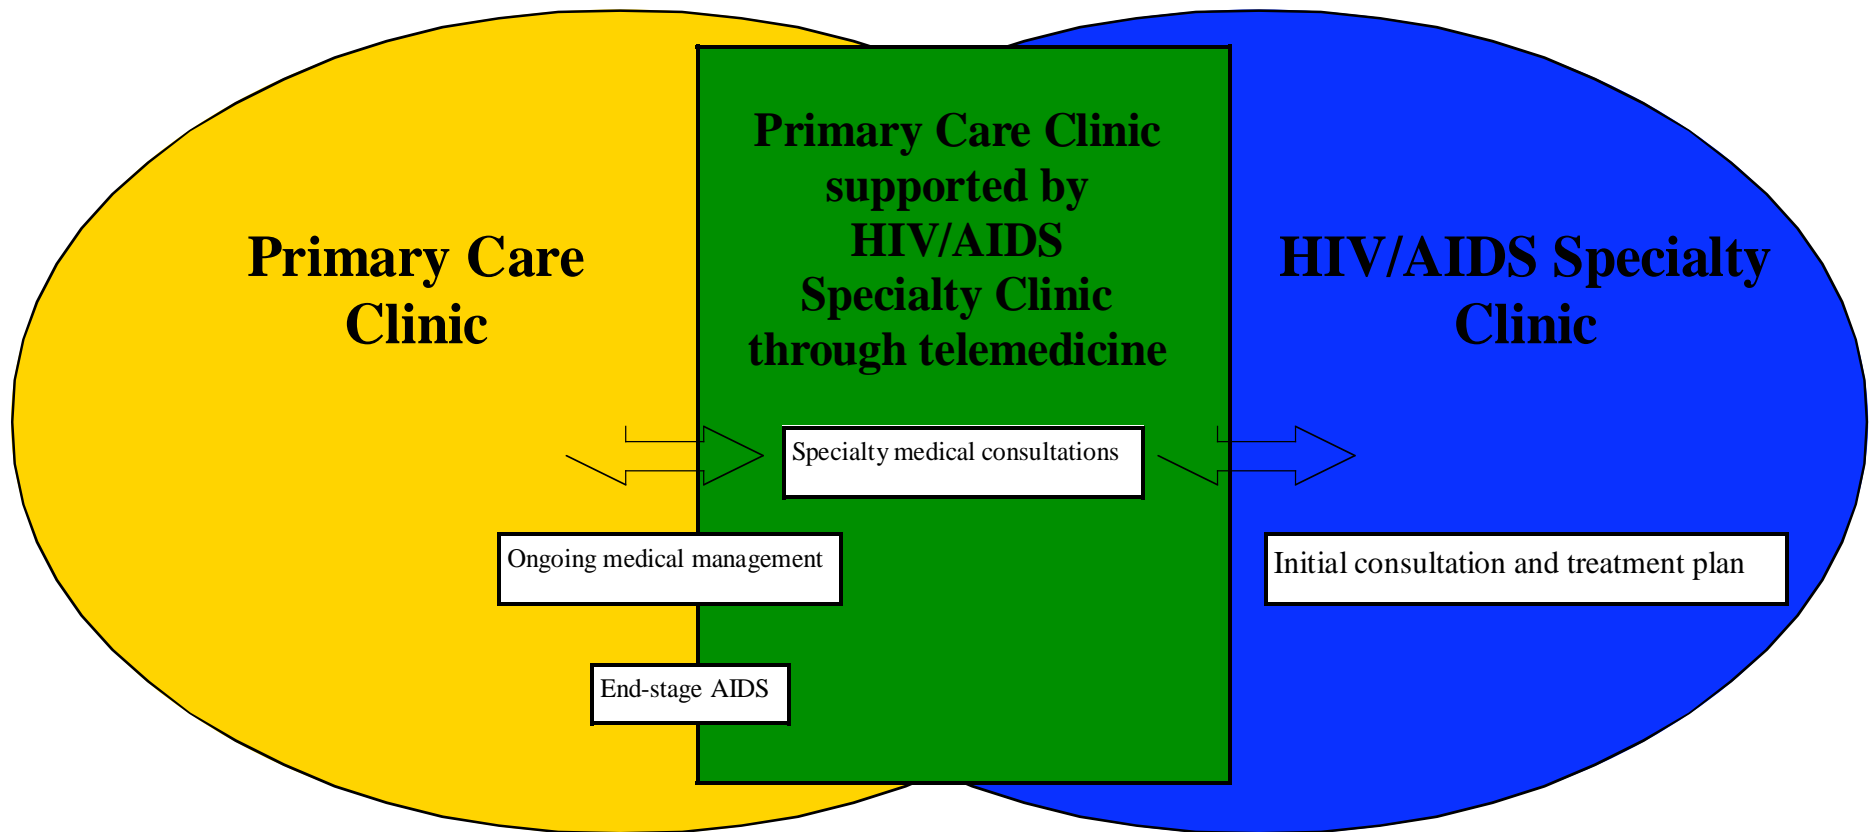 Primary Care Clinic
supported by
HIV/AIDS
Specialty Clinic
through telemedicine
Primary Care
Clinic
HIV/AIDS Specialty
Clinic
Specialty medical consultations
Ongoing medical management
Initial consultation and treatment plan
End-stage AIDS